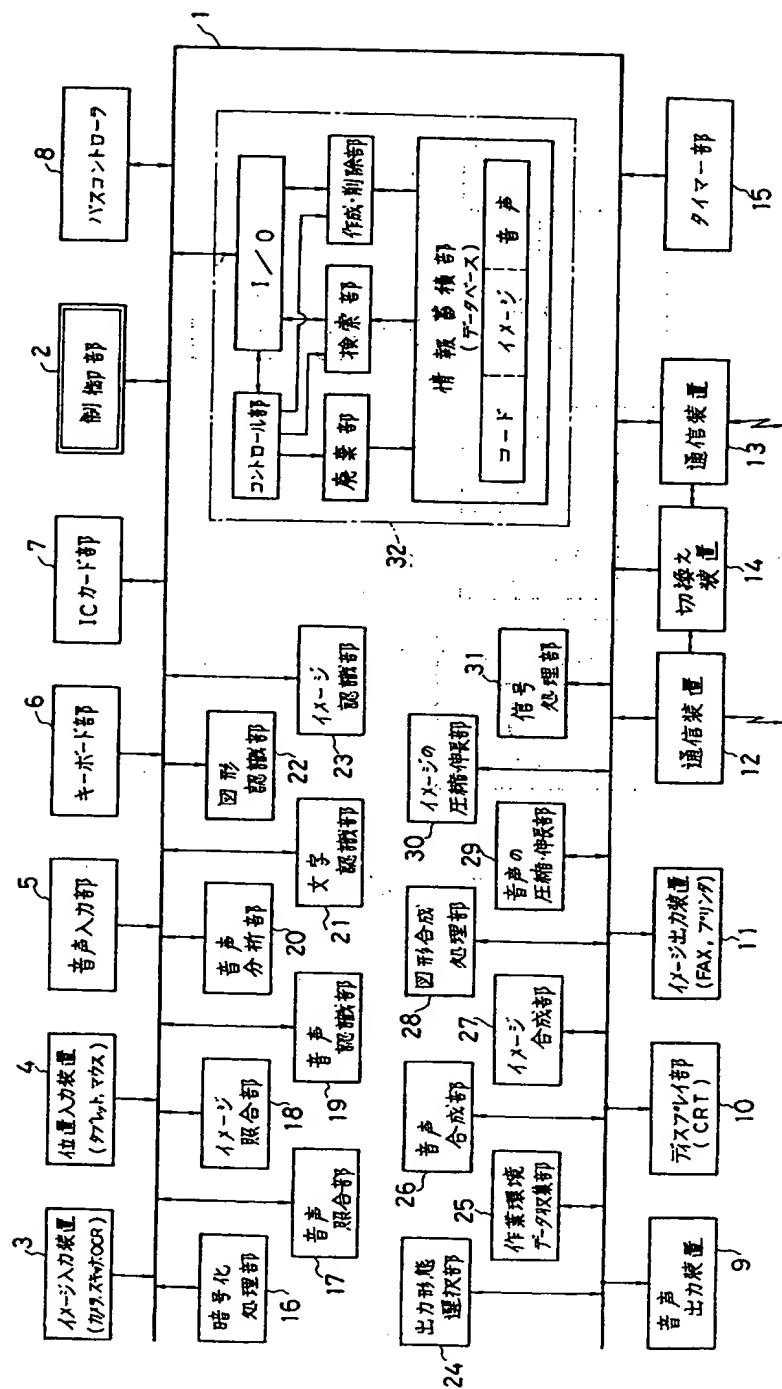 1
8
バスコントローラ
2
制御部
7
ICカード部
6
キーボード部
5
音声入力部
4
位置入力装置
(タブレット,マウス)
3
イメージ入力装置
(カメラ,スキャナ,OCR)
I/O
コントロール部
作成・削除部
検索部
廃棄部
情報蓄積部
(データベース)
コード
イメージ
音声
32
イメージ
認識部
23
図形
認識部
22
文字
認識部
21
音声
分析部
20
音声
認識部
19
イメージ
照合部
18
音声
照合部
17
暗号化
処理部
16
31
信号
処理部
イメージの
圧縮・伸長部
30
29
音声の
圧縮・伸長部
図形合成
処理部
28
27
イメージ
合成部
音声
合成部
26
25
作業環境
データ収集部
出力形態
選択部
24
タイマー部
15
通信装置
13
切換え
装置
14
通信装置
12
イメージ出力装置
(FAX,プリンタ)
11
ディスプレイ部
(CRT)
10
音声
出力装置
9